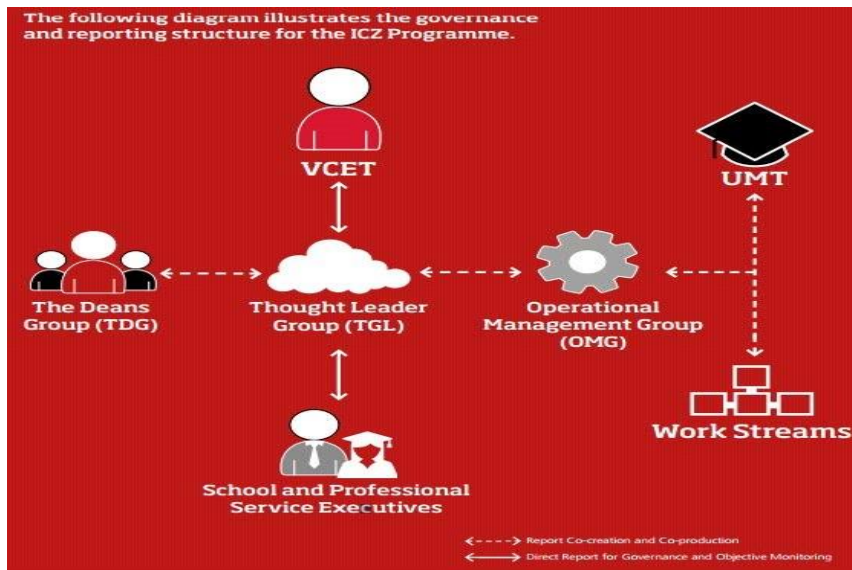 The following diagram illustrates the governance
and reporting structure for the ICZ Programme.
VCET
UMT
The Deans
Group (TDG)
Thought Leader
Group (TGL)
Operational
Management Group
(OMG)
Work Streams
School and Professional
Service Executives
Report Co-creation and Co-production
Direct Report for Governance and Objective Monitoring